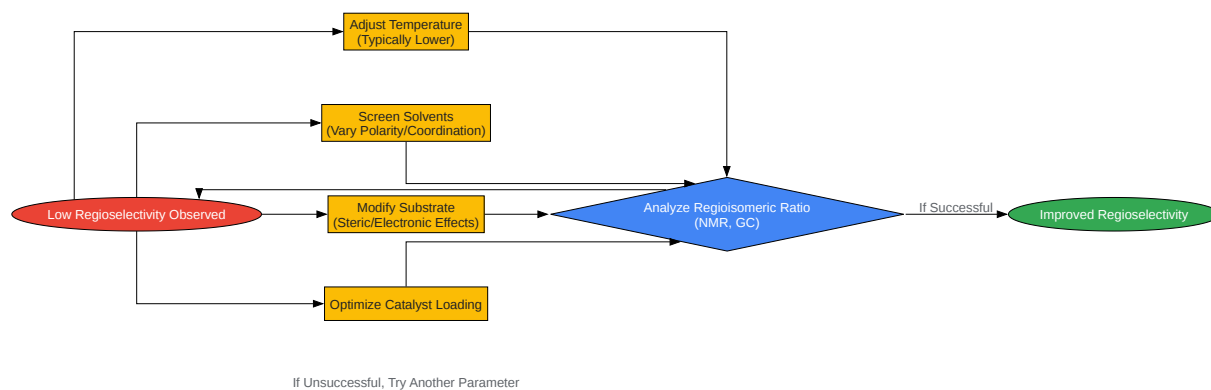 Adjust Temperature
(Typically Lower)
Screen Solvents
(Vary Polarity/Coordination)
Low Regioselectivity Observed
Modify Substrate
(Steric/Electronic Effects)
Analyze Regioisomeric Ratio
(NMR, GC)
If Successful
Improved Regioselectivity
Optimize Catalyst Loading
If Unsuccessful, Try Another Parameter